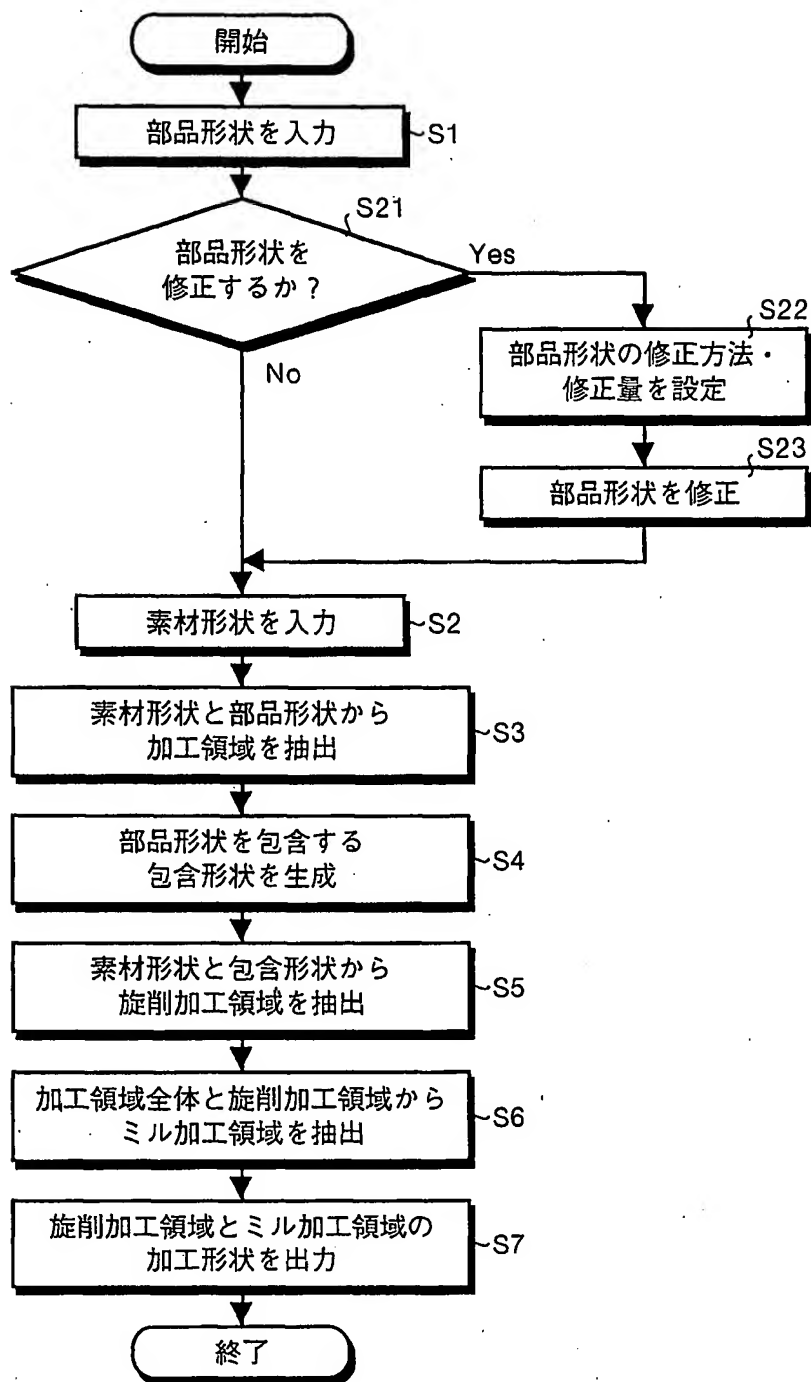 開始
部品形状を入力
S1
S21
部品形状を
修正するか?
Yes
No
S22
部品形状の修正方法・
修正量を設定
S23
部品形状を修正
素材形状を入力
S2
素材形状と部品形状から
加工領域を抽出
S3
部品形状を包含する
包含形状を生成
S4
素材形状と包含形状から
旋削加工領域を抽出
S5
加工領域全体と旋削加工領域から
ミル加工領域を抽出
S6
旋削加工領域とミル加工領域の
加工形状を出力
S7
終了